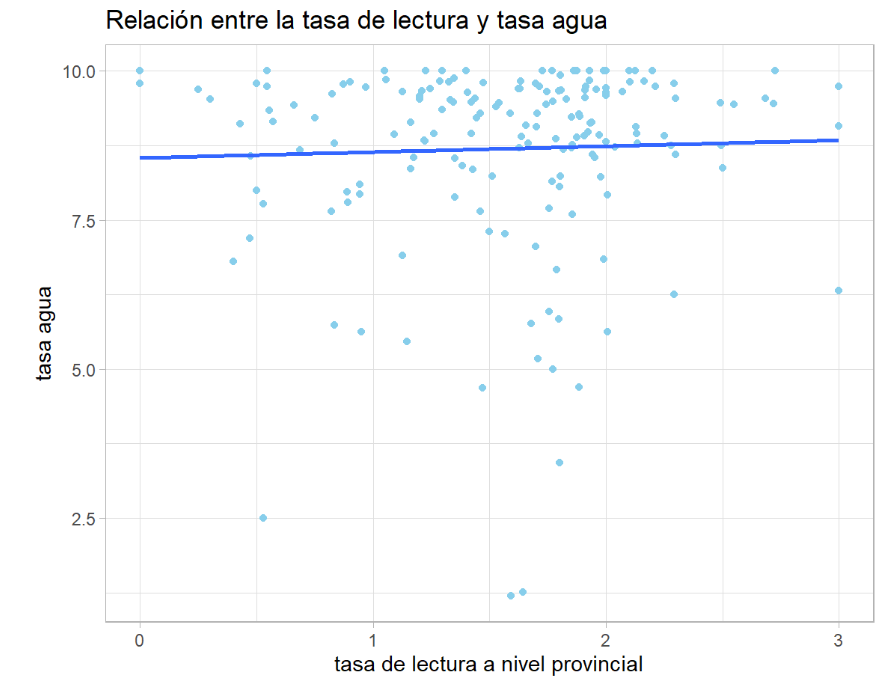 Relación entre la tasa de lectura y tasa agua
10.0
7.5
5.0
2.5
tasa agua
0 1 2 3
tasa de lectura a nivel provincial